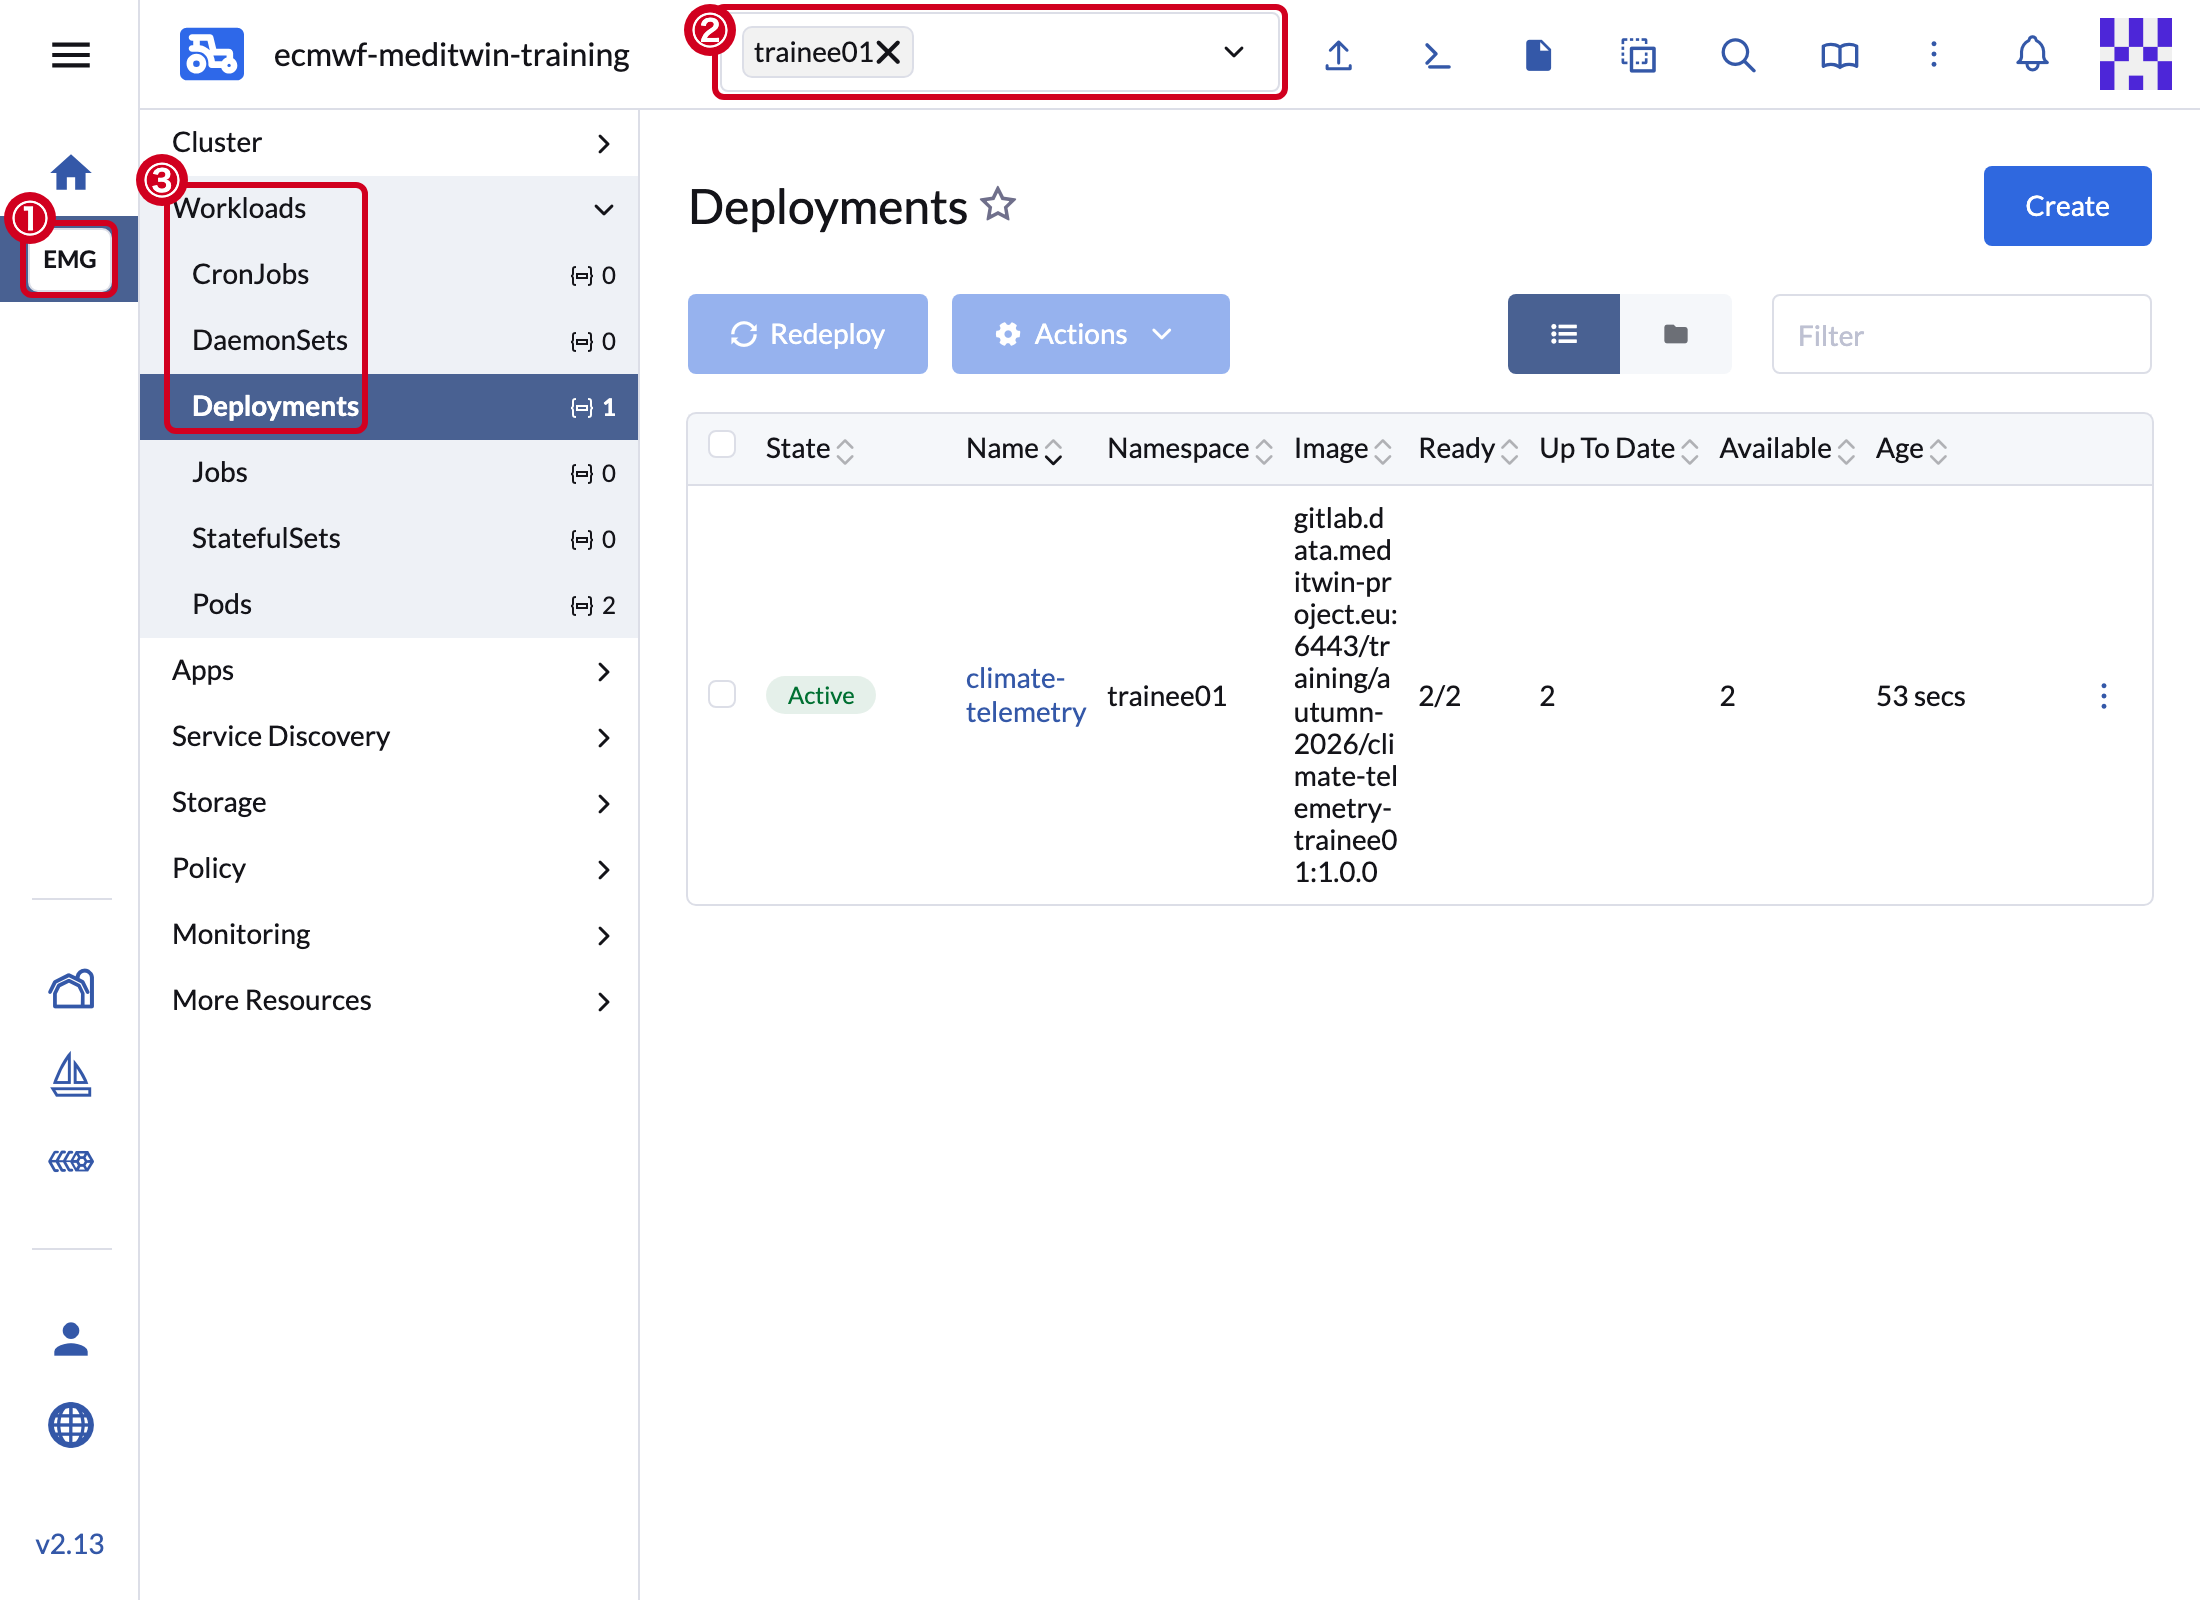 ecmwf-meditwin-training
②
trainee01
Cluster
③
Workloads
①
EMG
CronJobs
0
DaemonSets
0
Deployments
1
Jobs
0
StatefulSets
0
Pods
2
Apps
Service Discovery
Storage
Policy
Monitoring
More Resources
v2.13
Deployments
Create
Redeploy
Actions
Filter
State Name Namespace Image Ready Up To Date Available Age
Active
climate-
telemetry
trainee01
gitlab.d
ata.med
itwin-pr
oject.eu:
6443/tr
aining/a
utumn-
2026/cli
mate-tel
emetry-
trainee0
1:1.0.0
2/2
2
2
53 secs